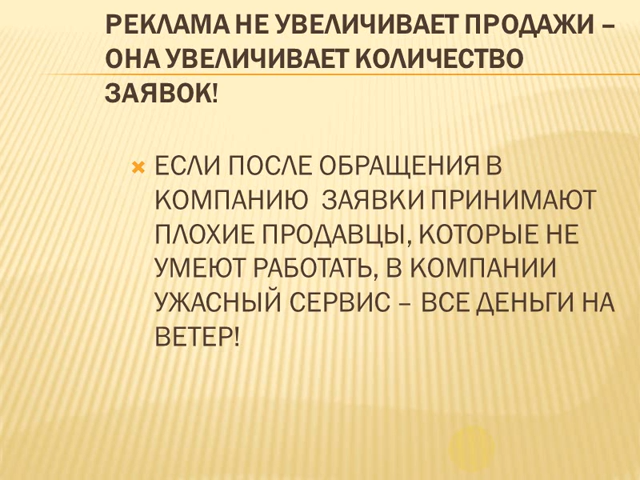 РЕКЛАМА НЕ УВЕЛИЧИВАЕТ ПРОДАЖИ –
ОНА УВЕЛИЧИВАЕТ КОЛИЧЕСТВО
ЗАЯВОК!
ЕСЛИ ПОСЛЕ ОБРАЩЕНИЯ В
КОМПАНИЮ  ЗАЯВКИ ПРИНИМАЮТ
ПЛОХИЕ ПРОДАВЦЫ, КОТОРЫЕ НЕ
УМЕЮТ РАБОТАТЬ, В КОМПАНИИ
УЖАСНЫЙ СЕРВИС – ВСЕ ДЕНЬГИ НА
ВЕТЕР!